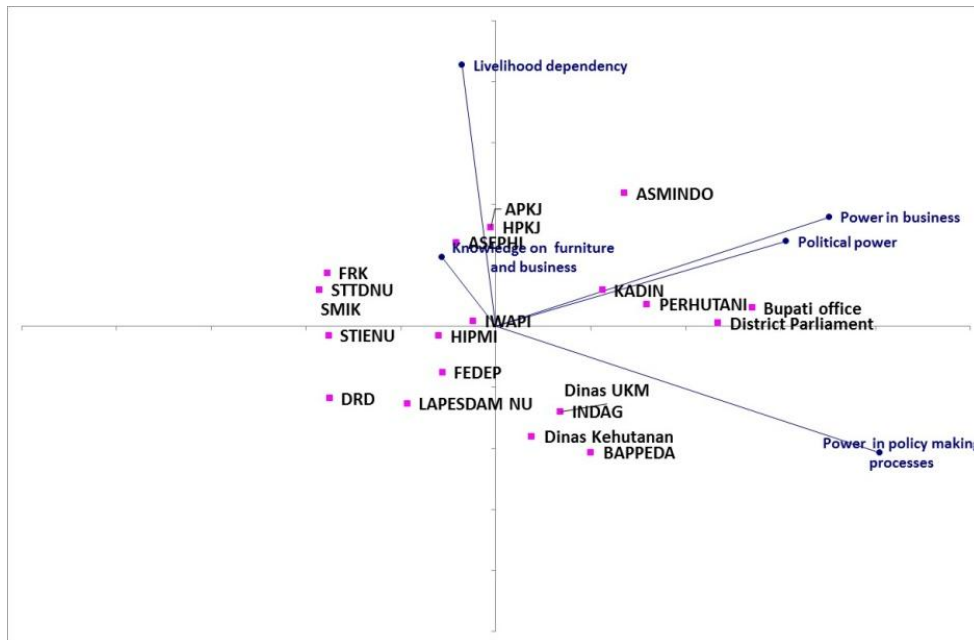 Livelihood dependency
ASMINDO
APKJ
HPKJ
Power in business
ASEPHI
Political power
Knowledge on furniture
and business
FRK
STTDNU
SMIK
KADIN
PERHUTANI
Bupati office
IWAPI
District Parliament
STIENU
HIPMI
FEDEP
Dinas UKM
DRD
LAPESDAM NU
INDAG
Dinas Kehutanan
BAPPEDA
Power in policy making
processes